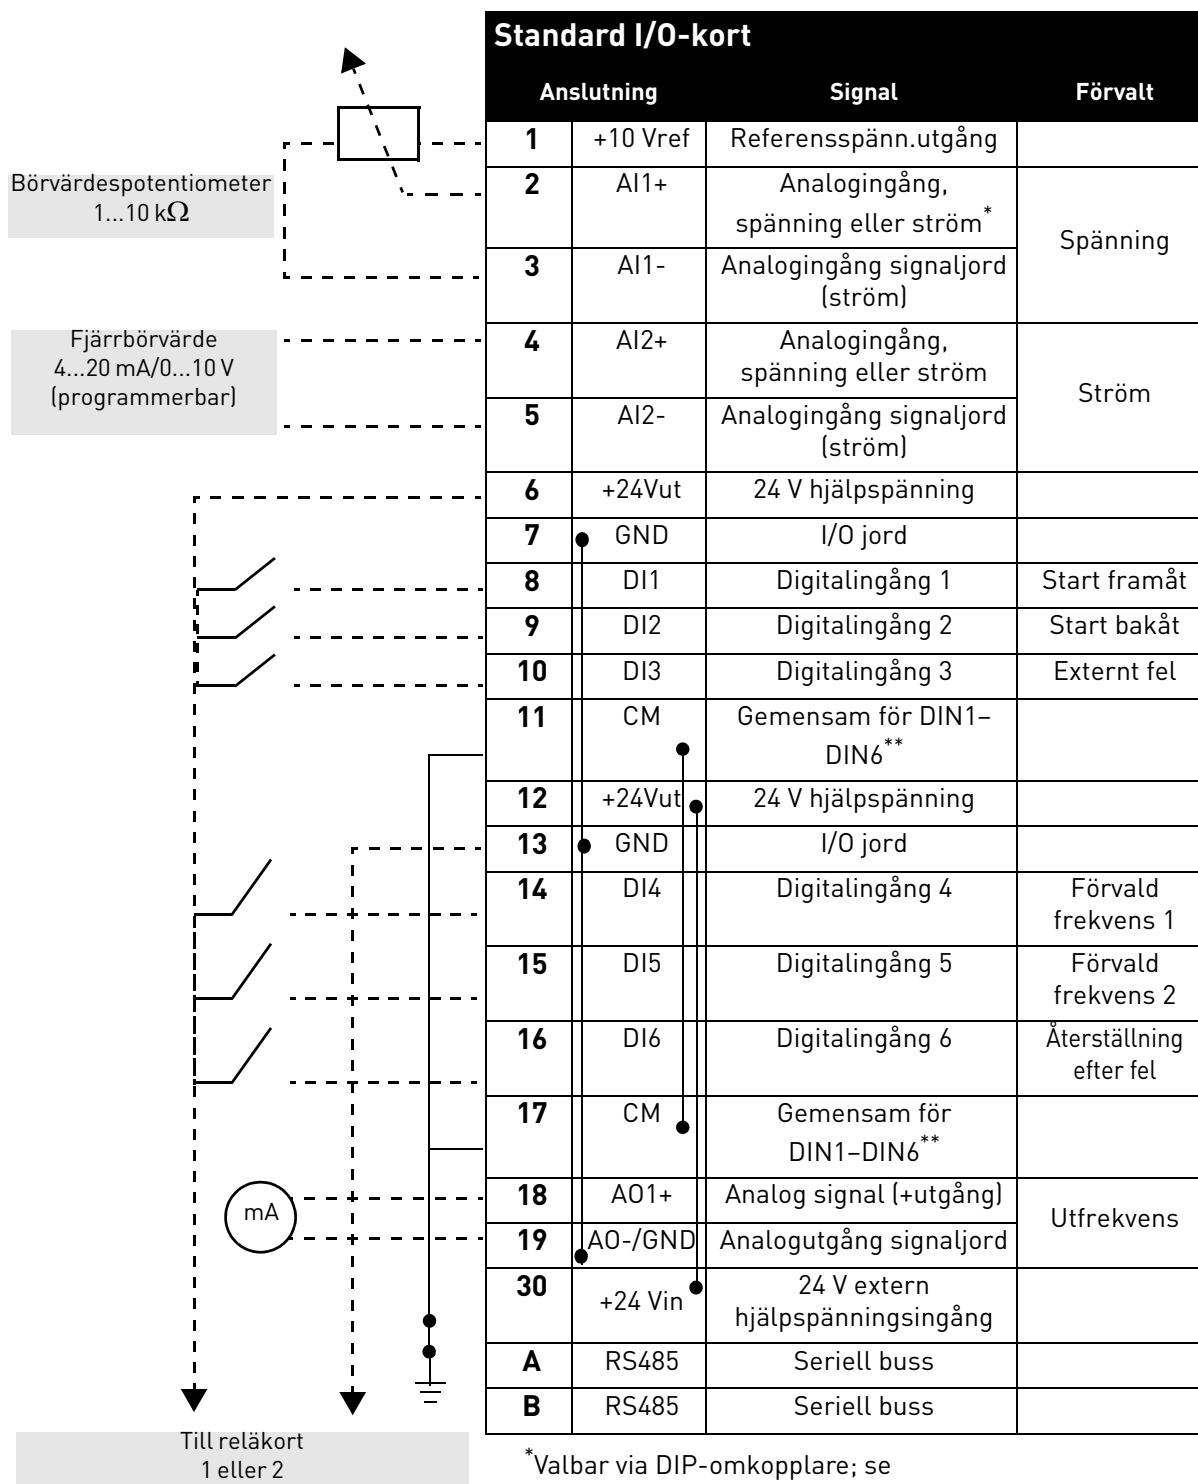 Standard I/O-kort
Anslutning Signal Förvalt
1 +10 Vref Referensspänn.utgång
Börvärdespotentiometer
1...10 kΩ
2 AI1+ Analogingång,
spänning eller ström*
Spänning
3 AI1- Analogingång signaljord
(ström)
Fjärrbörvärde
4...20 mA/0...10 V
(programmerbar)
4 AI2+ Analogingång,
spänning eller ström
Ström
5 AI2- Analogingång signaljord
(ström)
6 +24Vut 24 V hjälpspänning
7 GND I/O jord
8 DI1 Digitalingång 1 Start framåt
9 DI2 Digitalingång 2 Start bakåt
10 DI3 Digitalingång 3 Externt fel
11 CM Gemensam för DIN1–
DIN6**
12 +24Vut 24 V hjälpspänning
13 GND I/O jord
14 DI4 Digitalingång 4 Förvald
frekvens 1
15 DI5 Digitalingång 5 Förvald
frekvens 2
16 DI6 Digitalingång 6 Återställning
efter fel
17 CM Gemensam för
DIN1–DIN6**
mA
18 AO1+ Analog signal (+utgång)
Utfrekvens
19 AO-/GND Analogutgång signaljord
30 +24 Vin 24 V extern
hjälpspänningsingång
A RS485 Seriell buss
B RS485 Seriell buss
Till reläkort
1 eller 2
*Valbar via DIP-omkopplare; se